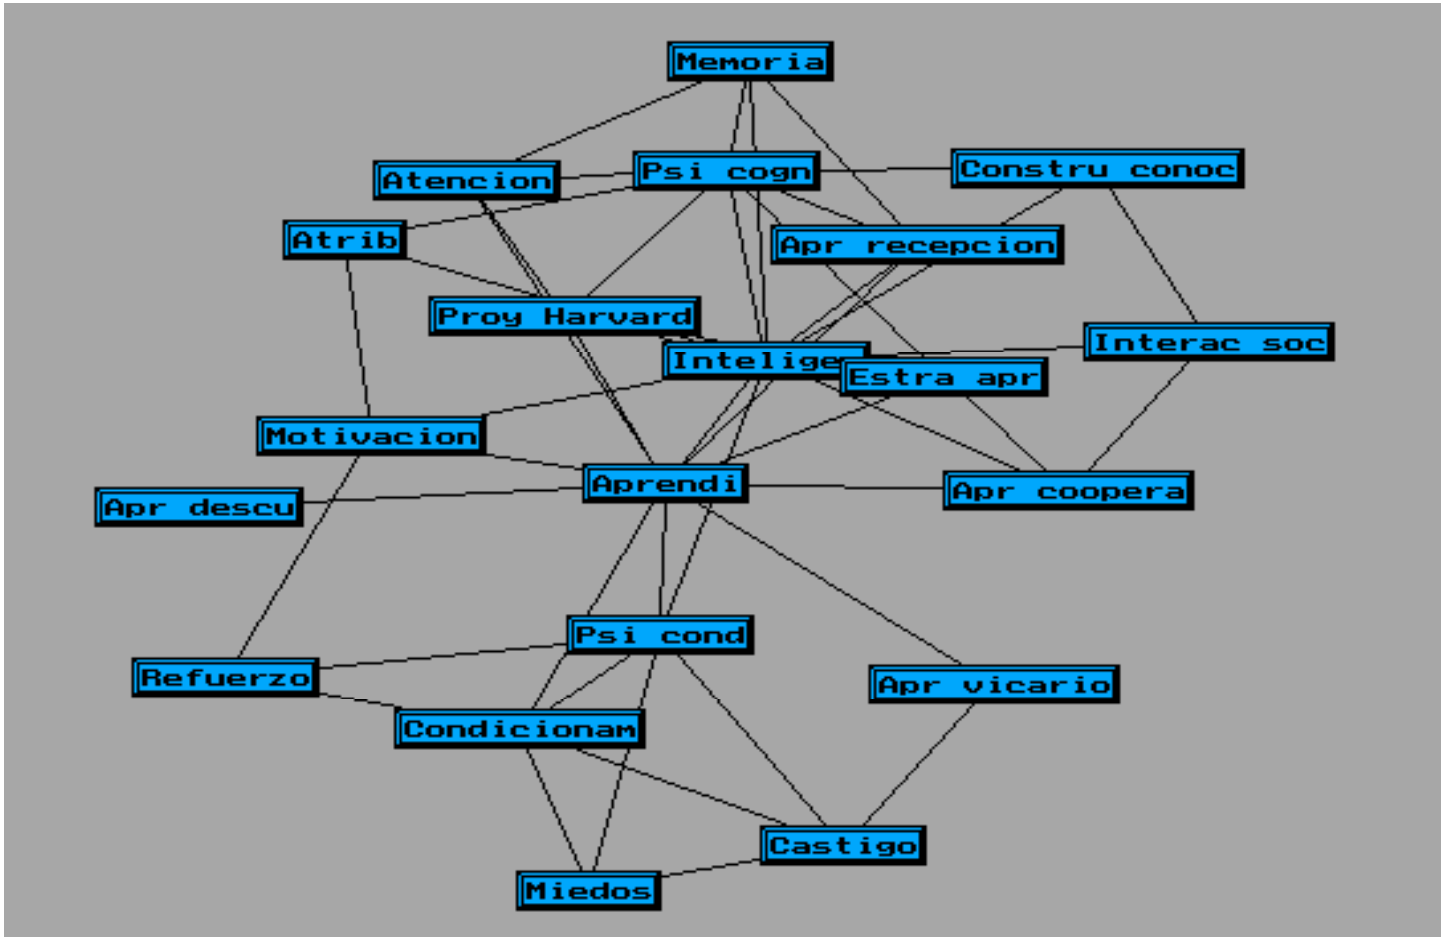 Memoria
Psi cogn
Constru conoc
Atencion
Atrib
Apr recepcion
Proy Harvard
Interac soc
Intelige
Estra apr
Motivacion
Aprendi
Apr coopera
Apr descu
Psi cond
Refuerzo
Apr vicario
Condicionam
Castigo
Miedos